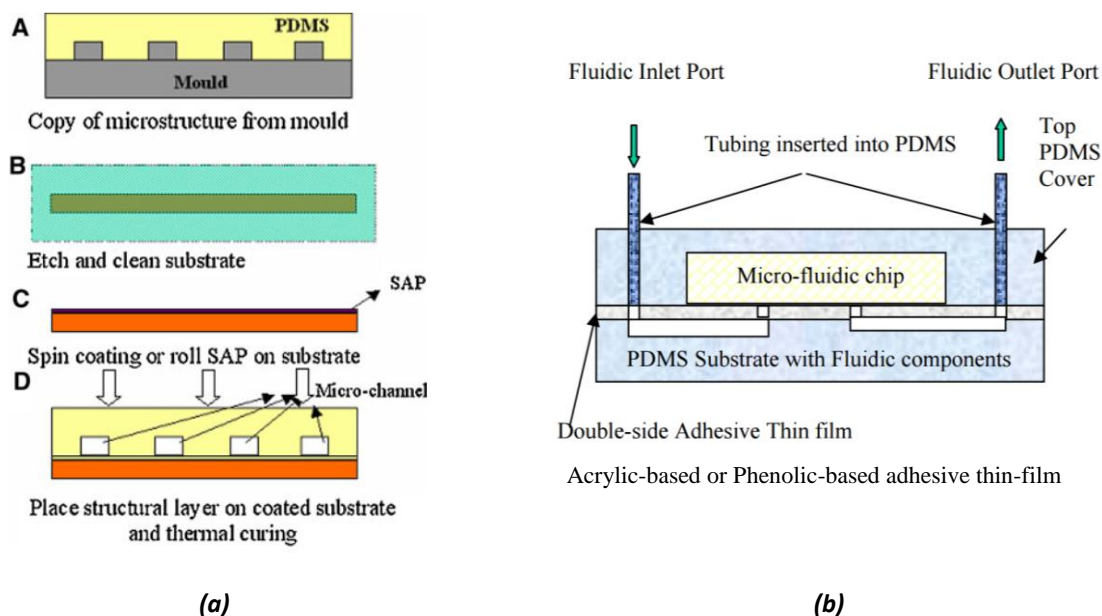 A
PDMS
Mould
Copy of microstructure from mould
B
Etch and clean substrate
C
SAP
Spin coating or roll SAP on substrate
D
Micro-channel
Place structural layer on coated substrate
and thermal curing
(a)
Fluidic Inlet Port
Fluidic Outlet Port
Tubing inserted into PDMS
Top
PDMS
Cover
Micro-fluidic chip
PDMS Substrate with Fluidic components
Double-side Adhesive Thin film
Acrylic-based or Phenolic-based adhesive thin-film
(b)